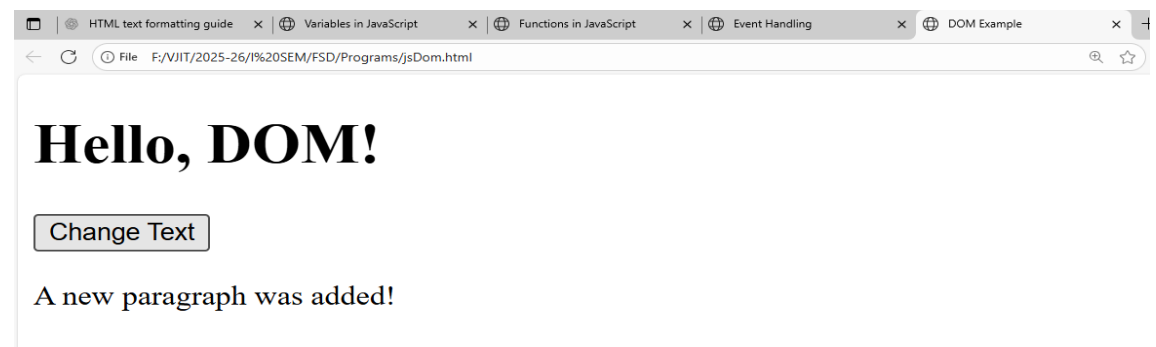 HTML text formatting guide Variables in JavaScript Functions in JavaScript Event Handling DOM Example
File F:/VJIT/2025-26/I%20SEM/FSD/Programs/jsDom.html
Hello, DOM!
Change Text
A new paragraph was added!